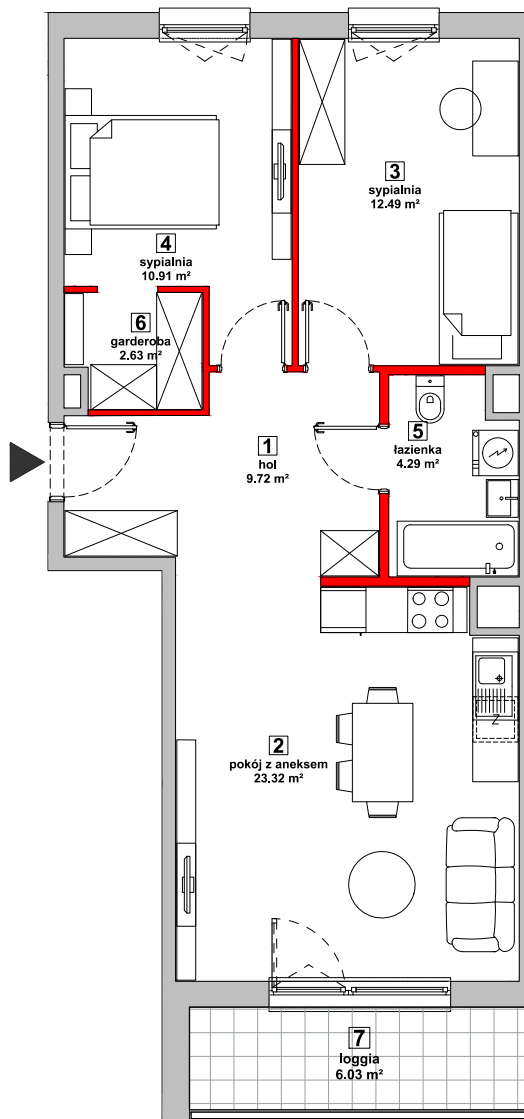 3
sypialnia
12.49 m²
4
sypialnia
10.91 m²
6
garderoba
2.63 m²
5
łazienka
4.29 m²
1
hol
9.72 m²
Z
2
pokój z aneksem
23.32 m²
7
loggia
6.03 m²